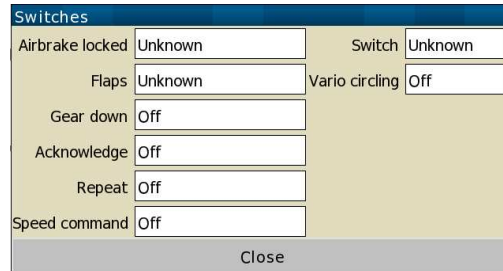 Switches
Airbrake locked Unknown Switch Unknown
Flaps Unknown Vario circling Off
Gear down Off
Acknowledge Off
Repeat Off
Speed command Off
Close